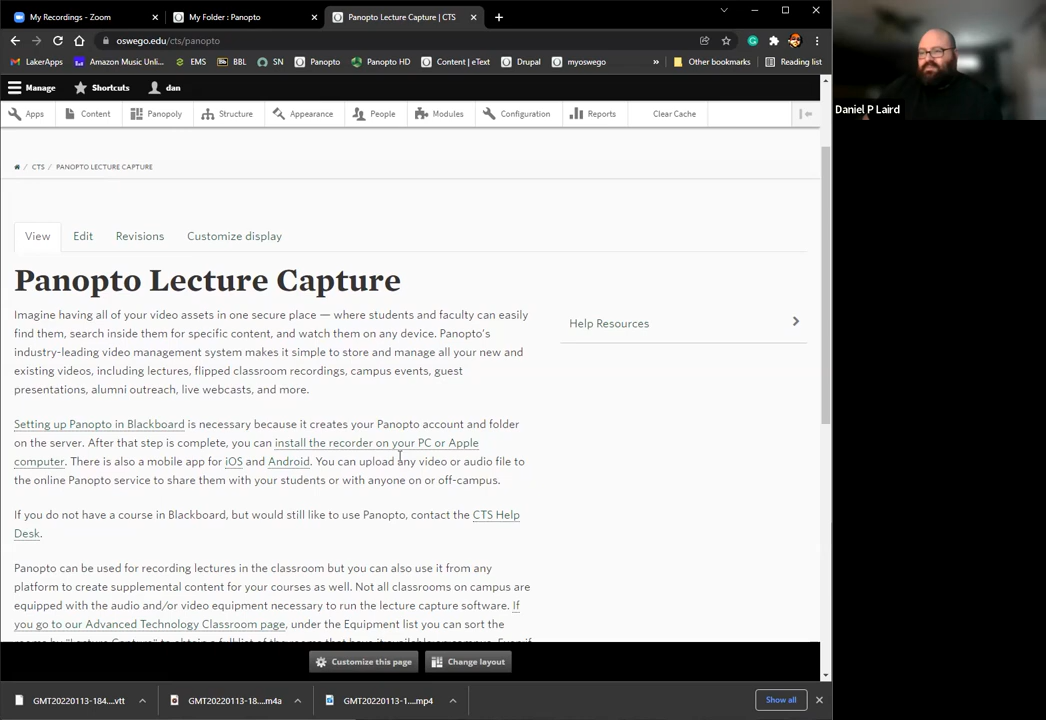 My Recordings - Zoom
My Folder : Panopto
Panopto Lecture Capture | CTS
oswego.edu/cts/panopto
LakerApps
Amazon Music Unli...
EMS
BBL
SN
Panopto
Panopto HD
Content | eText
Drupal
myoswego
»
Other bookmarks
Reading list
Manage
Shortcuts
dan
Apps
Content
Panopoly
Structure
Appearance
People
Modules
Configuration
Reports
Clear Cache
/ CTS / PANOPTO LECTURE CAPTURE
View
Edit
Revisions
Customize display
Panopto Lecture Capture
Imagine having all of your video assets in one secure place — where students and faculty can easily
find them, search inside them for specific content, and watch them on any device. Panopto's
industry-leading video management system makes it simple to store and manage all your new and
existing videos, including lectures, flipped classroom recordings, campus events, guest
presentations, alumni outreach, live webcasts, and more.
Help Resources
Setting up Panopto in Blackboard is necessary because it creates your Panopto account and folder
on the server. After that step is complete, you can install the recorder on your PC or Apple
computer. There is also a mobile app for iOS and Android. You can upload any video or audio file to
the online Panopto service to share them with your students or with anyone on or off-campus.
If you do not have a course in Blackboard, but would still like to use Panopto, contact the CTS Help
Desk.
Panopto can be used for recording lectures in the classroom but you can also use it from any
platform to create supplemental content for your courses as well. Not all classrooms on campus are
equipped with the audio and/or video equipment necessary to run the lecture capture software. If
you go to our Advanced Technology Classroom page, under the Equipment list you can sort the
Customize this page
Change layout
GMT20220113-184....vtt
GMT20220113-18....m4a
GMT20220113-1....mp4
Show all
Daniel P Laird